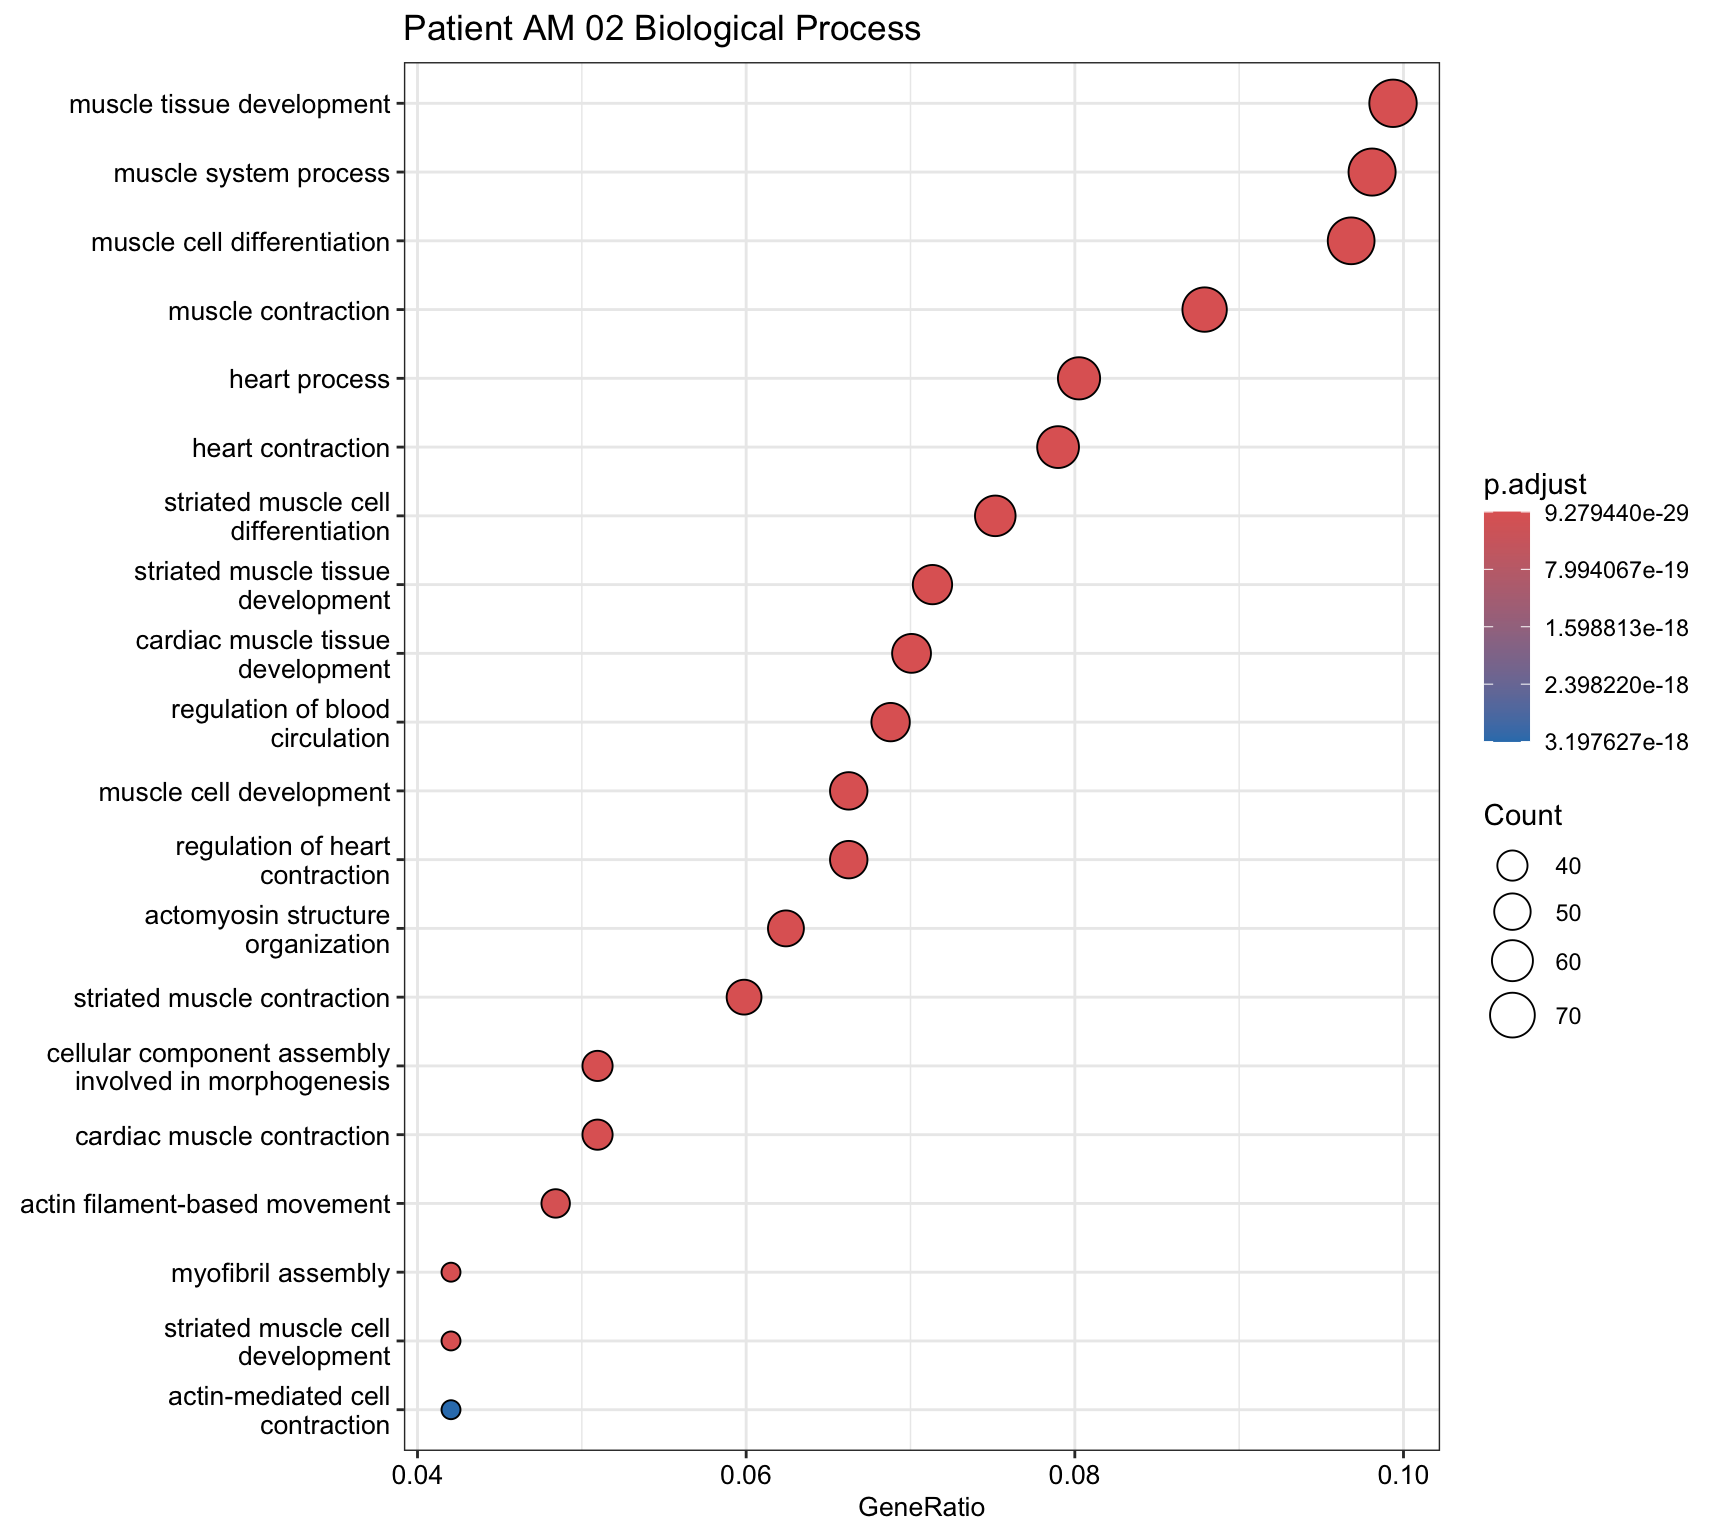 Patient AM 02 Biological Process
muscle tissue development
muscle system process
muscle cell differentiation
muscle contraction
heart process
heart contraction
striated muscle cell
differentiation
striated muscle tissue
development
cardiac muscle tissue
development
regulation of blood
circulation
muscle cell development
regulation of heart
contraction
actomyosin structure
organization
striated muscle contraction
cellular component assembly
involved in morphogenesis
cardiac muscle contraction
actin filament-based movement
myofibril assembly
striated muscle cell
development
actin-mediated cell
contraction
0.04
0.06
0.08
0.10
GeneRatio
p.adjust
9.279440e-29
7.994067e-19
1.598813e-18
2.398220e-18
3.197627e-18
Count
40
50
60
70